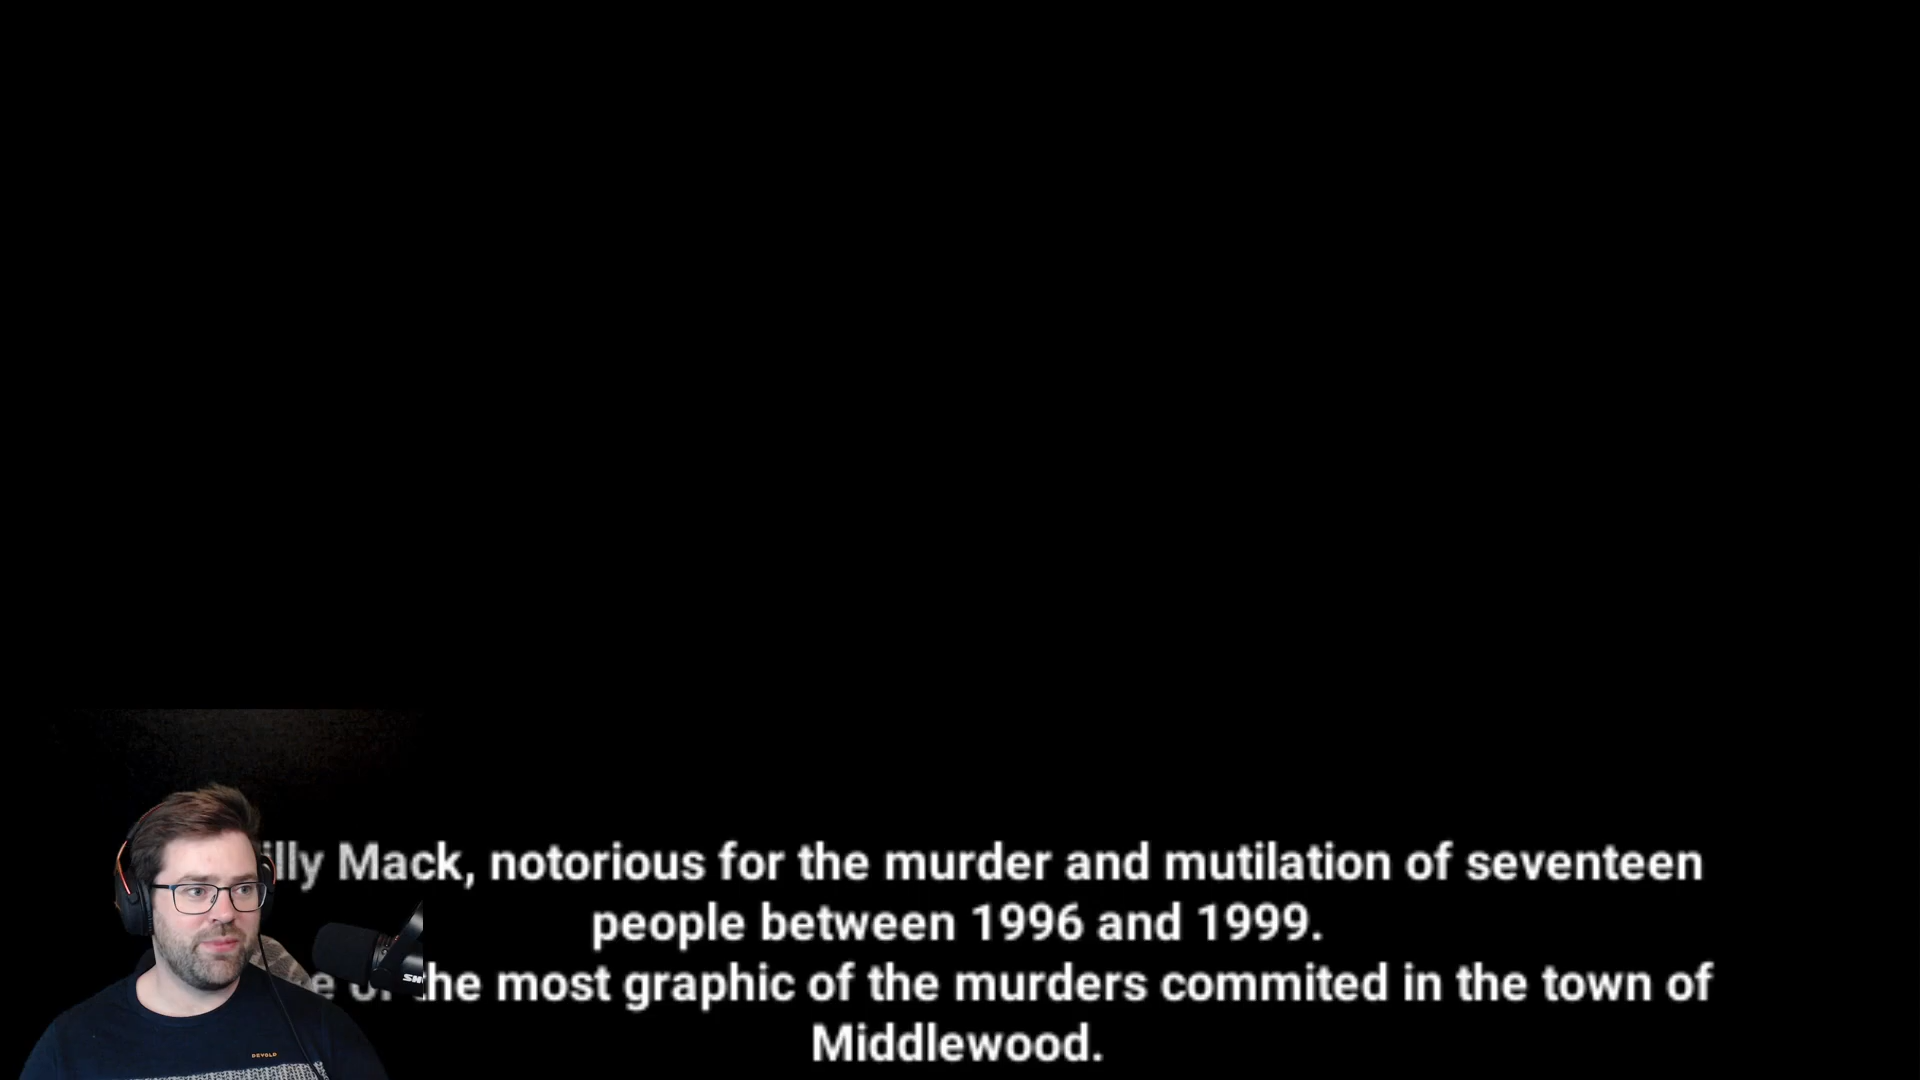 Mack, notorious for the murder and mutilation of seventeen
people between 1996 and 1999.
the most graphic of the murders commited in the town of
Middlewood.
DEVOLD